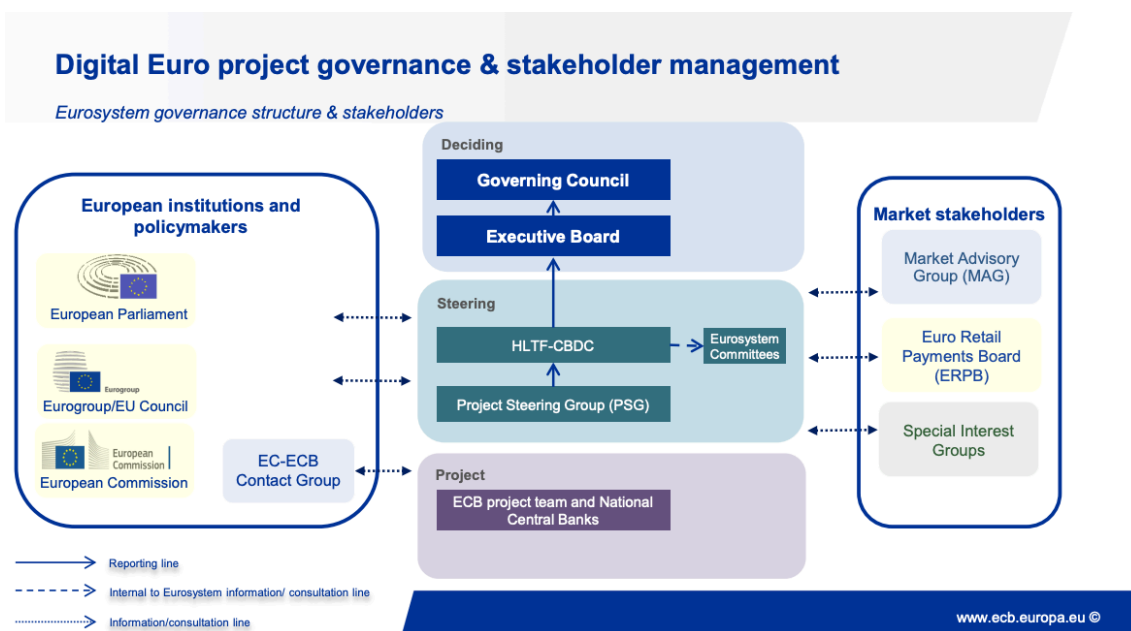 Digital Euro project governance & stakeholder management
Eurosystem governance structure & stakeholders
European institutions and
policymakers
European Parliament
Eurogroup
Eurogroup/EU Council
European
Commission
European Commission
EC-ECB
Contact Group
Deciding
Governing Council
Executive Board
Steering
HLTF-CBDC
Eurosystem
Committees
Project Steering Group (PSG)
Project
ECB project team and National
Central Banks
Market stakeholders
Market Advisory
Group (MAG)
Euro Retail
Payments Board
(ERPB)
Special Interest
Groups
Reporting line
Internal to Eurosystem information/ consultation line
Information/consultation line
www.ecb.europa.eu ©